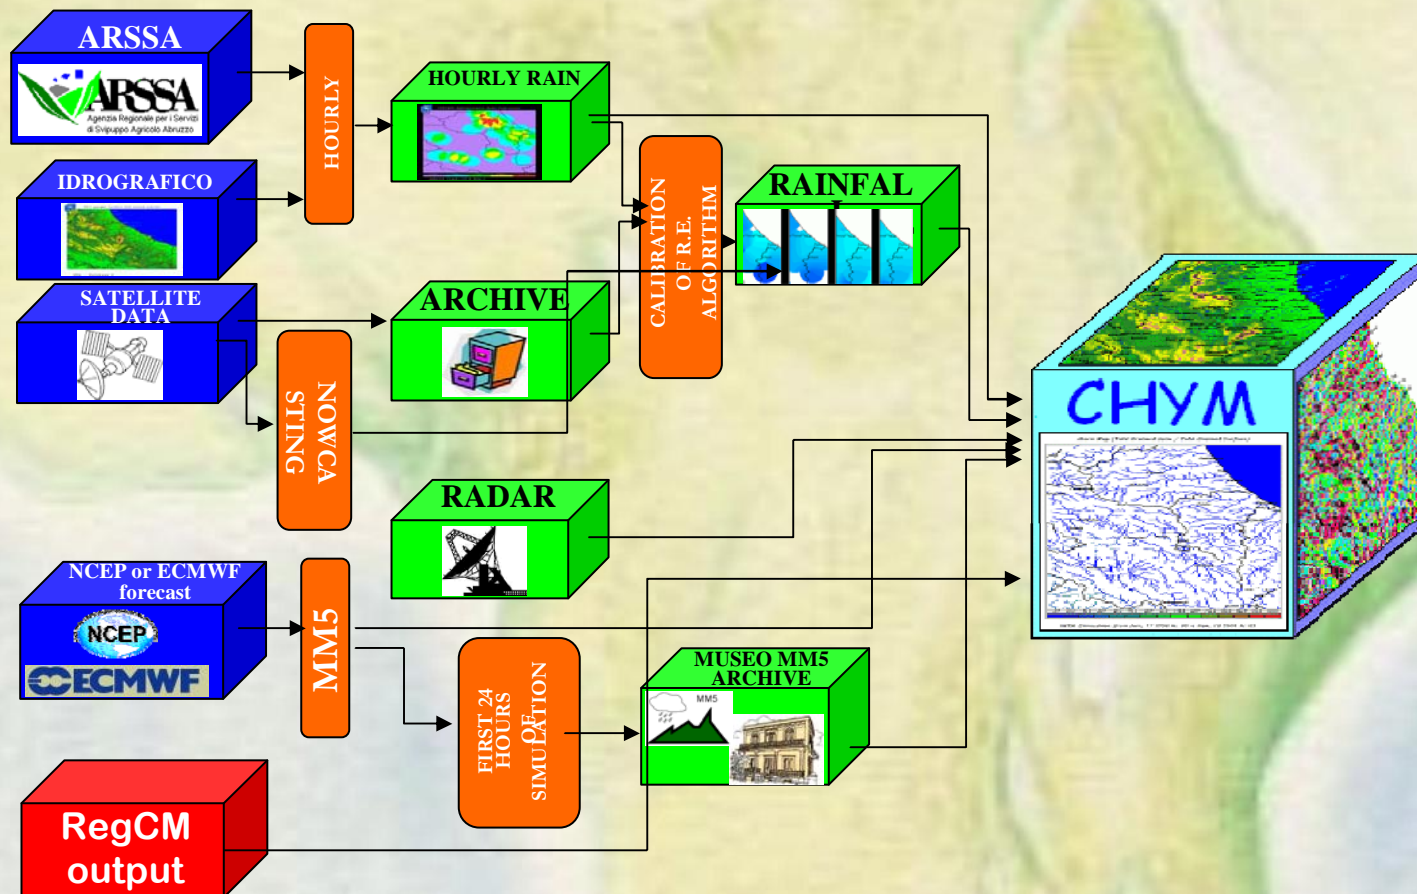 ARSSA
ARSSA
Agenzia Regionale per i Servizi
di Sviluppo Agricolo Abruzzo
HOURLY
HOURLY RAIN
IDROGRAFICO
CALIBRATION
OF R.E.
ALGORITHM
RAINFAL
L
SATELLITE
DATA
ARCHIVE
NOWCA
STING
CHYM
RADAR
NCEP or ECMWF
forecast
NCEP
ECMWF
MM5
FIRST 24
HOURS
OF
SIMULATION
MUSEO MM5
ARCHIVE
MM5
RegCM
output